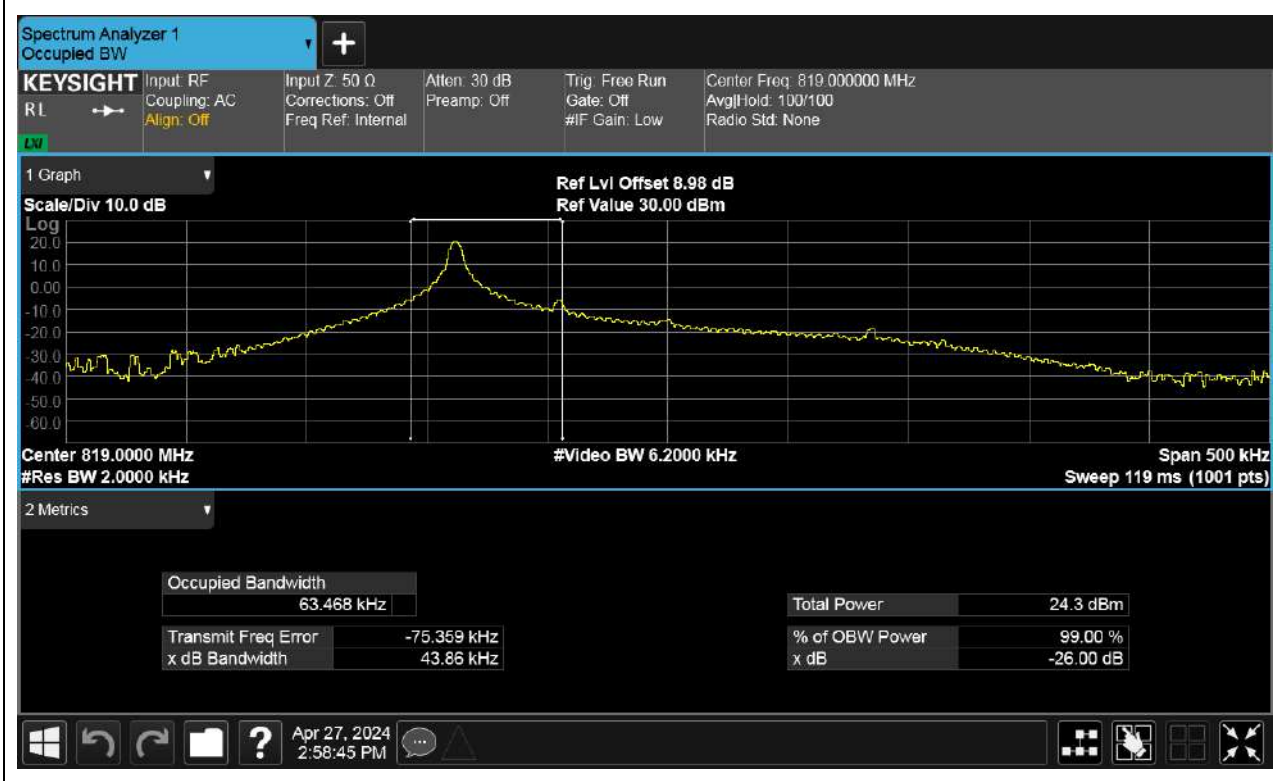 Spectrum Analyzer 1
Occupied BW
+
KEYSIGHT
RL
LXI
Input: RF
Coupling: AC
Align: Off
Input Z: 50 Ω
Corrections: Off
Freq Ref: Internal
Atten: 30 dB
Preamp: Off
Trig: Free Run
Gate: Off
#IF Gain: Low
Center Freq: 819.000000 MHz
Avg|Hold: 100/100
Radio Std: None
1 Graph
Scale/Div 10.0 dB
Ref Lvl Offset 8.98 dB
Ref Value 30.00 dBm
Log
20.0
10.0
0.00
-10.0
-20.0
-30.0
-40.0
-50.0
-60.0
Center 819.0000 MHz
#Video BW 6.2000 kHz
Span 500 kHz
#Res BW 2.0000 kHz
Sweep 119 ms (1001 pts)
2 Metrics
Occupied Bandwidth
63.468 kHz
Total Power 24.3 dBm
Transmit Freq Error -75.359 kHz
% of OBW Power 99.00 %
x dB Bandwidth 43.86 kHz
x dB -26.00 dB
?
Apr 27, 2024
2:58:45 PM